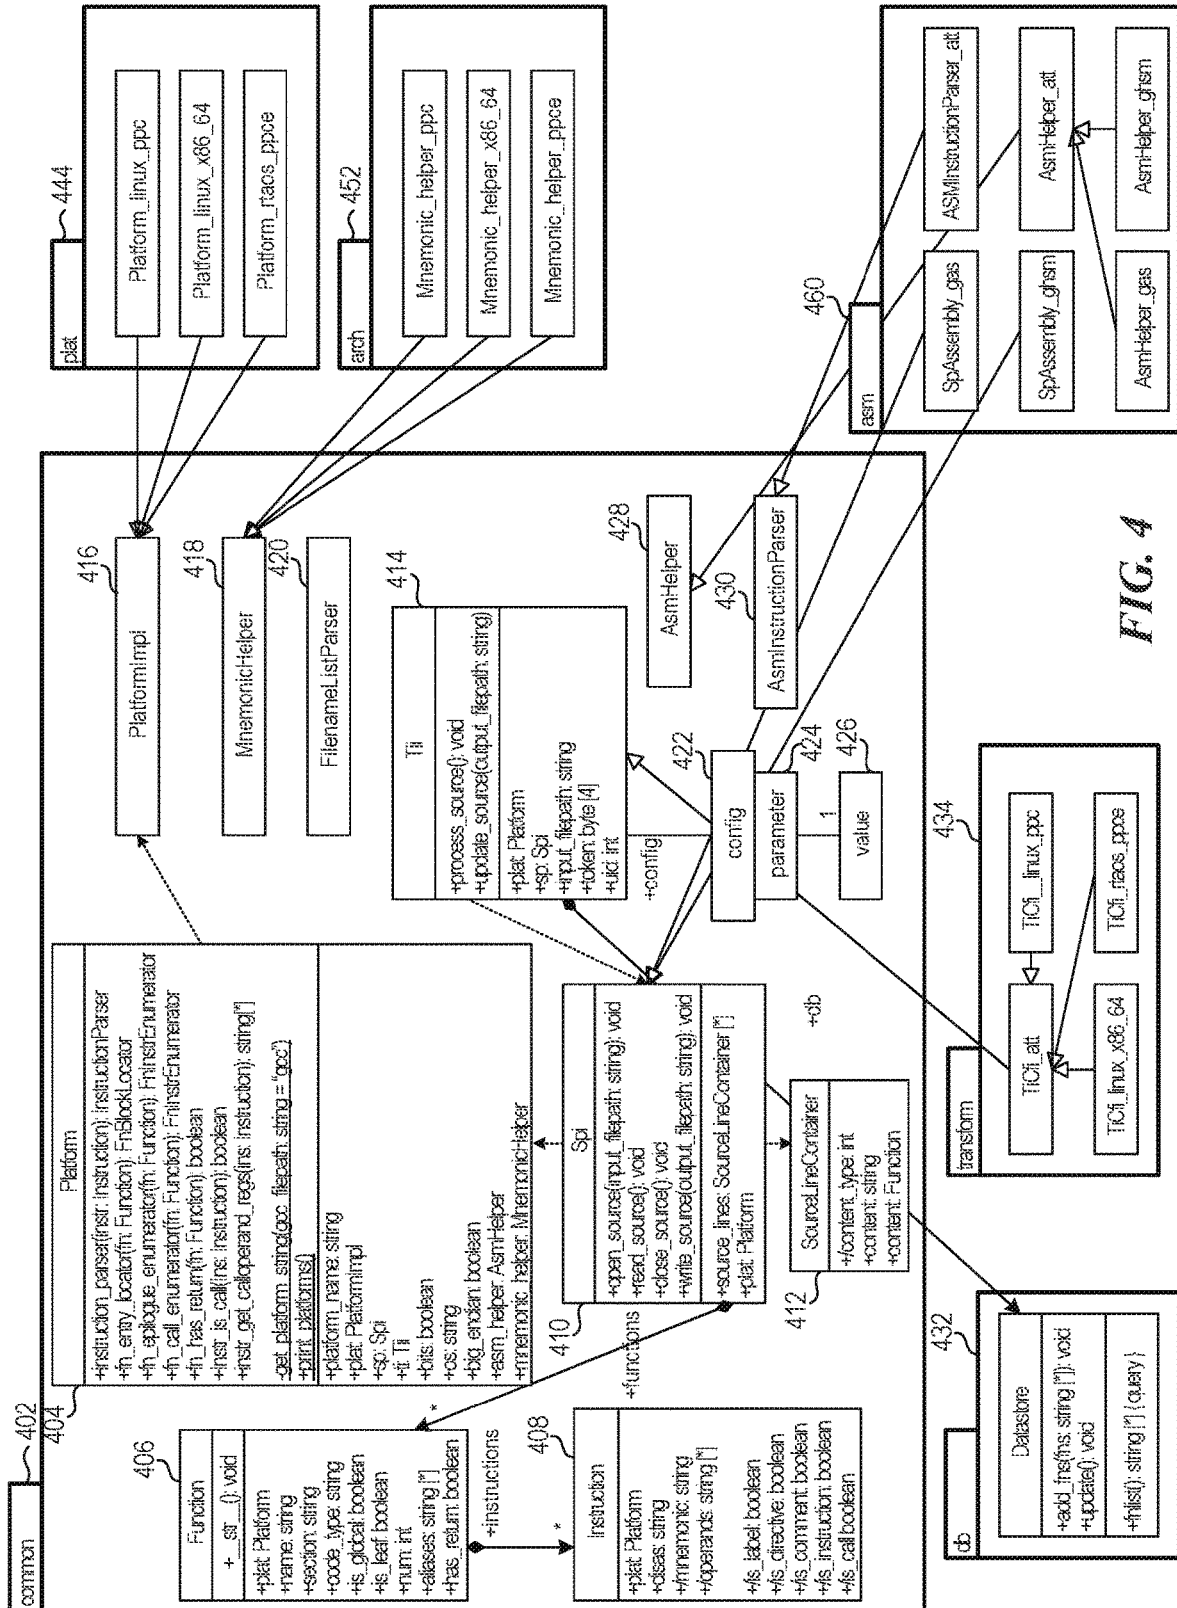 common
402
404
Platform
+instruction_parser(instr: Instruction): InstructionParser
+fn_entry_locator(fn: Function): FnBlockLocator
+fn_epilogue_enumerator(fn: Function): FnInstrEnumerator
+fn_call_enumerator(fn: Function): FnInstrEnumerator
+fn_has_return(fn: Function): boolean
+instr_is_call(ins: Instruction): boolean
+instr_get_calloperand_regs(ins: Instruction): string[*]
-get_platform_string(gcc_filepath: string = "gcc")
+print_platforms()
+platform_name: string
+plat: PlatformImpl
+sp: Spi
+ti: Tii
+bits: boolean
+os: string
+big_endian: boolean
+asm_helper: AsmHelper
+mnemonic_helper: MnemonicHelper
406
Function
+__str__(): void
+plat: Platform
+name: string
+section: string
+code_type: string
+is_global: boolean
+is_leaf: boolean
+num: int
+aliases: string [*]
+has_return: boolean
+instructions
*
*
+functions
408
Instruction
+plat: Platform
+disas: string
+/mnemonic: string
+/operands: string [*]
+/is_label: boolean
+/is_directive: boolean
+/is_comment: boolean
+/is_instruction: boolean
+/is_call: boolean
410
Spi
+open_source(input_filepath: string): void
+read_source(): void
+close_source(): void
+write_source(output_filepath: string): void
+source_lines: SourceLineContainer [*]
+plat: Platform
412
SourceLineContainer
+/content_type: int
+content: string
+content: Function
+db
414
Tii
+process_source(): void
+update_source(output_filepath: string)
+plat: Platform
+sp: Spi
+input_filepath: string
+token: byte [4]
+uid: int
+config
416
PlatformImpl
418
MnemonicHelper
420
FilenameListParser
422
config
424
parameter
1
426
value
428
AsmHelper
430
AsmInstructionParser
432
db
Datastore
+add_fns(fns: string [*]): void
+update(): void
+fnlist(): string [*] { query }
434
transform
TiCfi_att
TiCfi_linux_ppc
TiCfi_linux_x86_64
TiCfi_rtaos_ppce
444
plat
Platform_linux_ppc
Platform_linux_x86_64
Platform_rtaos_ppce
452
arch
Mnemonic_helper_ppc
Mnemonic_helper_x86_64
Mnemonic_helper_ppce
460
asm
SpAssembly_gas
ASMInstructionParser_att
SpAssembly_ghsm
AsmHelper_att
AsmHelper_gas
AsmHelper_ghsm
FIG. 4